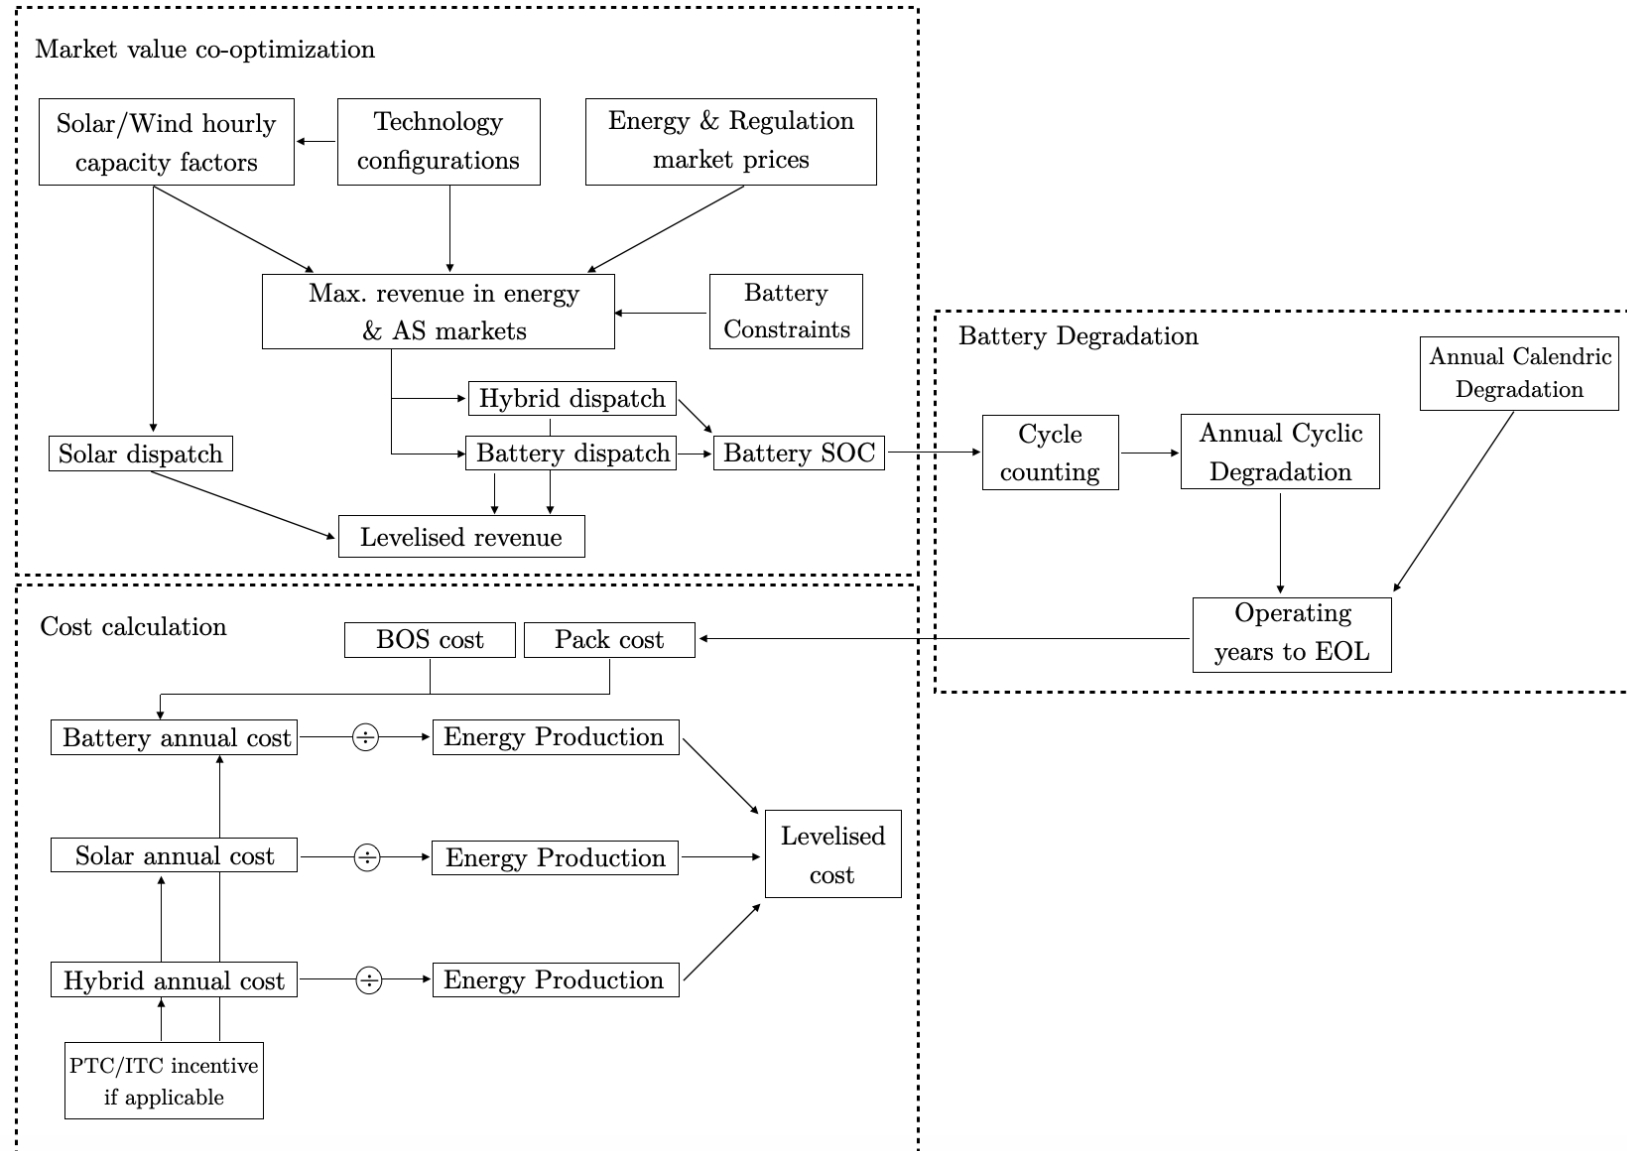 Market value co-optimization
Solar/Wind hourly
capacity factors
Technology
configurations
Energy & Regulation
market prices
Max. revenue in energy
& AS markets
Battery
Constraints
Hybrid dispatch
Solar dispatch
Battery dispatch
Battery SOC
Levelised revenue
Battery Degradation
Annual Calendric
Degradation
Cycle
counting
Annual Cyclic
Degradation
Operating
years to EOL
Cost calculation
BOS cost
Pack cost
Battery annual cost
÷
Energy Production
Solar annual cost
÷
Energy Production
Levelised
cost
Hybrid annual cost
÷
Energy Production
PTC/ITC incentive
if applicable